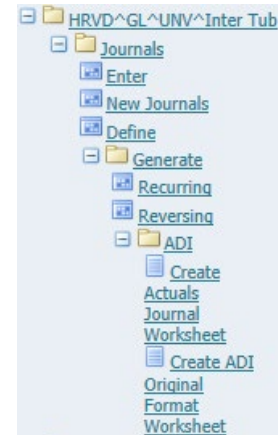 HRVD^GL^UNV^Inter Tub
Journals
Enter
New Journals
Define
Generate
Recurring
Reversing
ADI
Create
Actuals
Journal
Worksheet
Create ADI
Original
Format
Worksheet